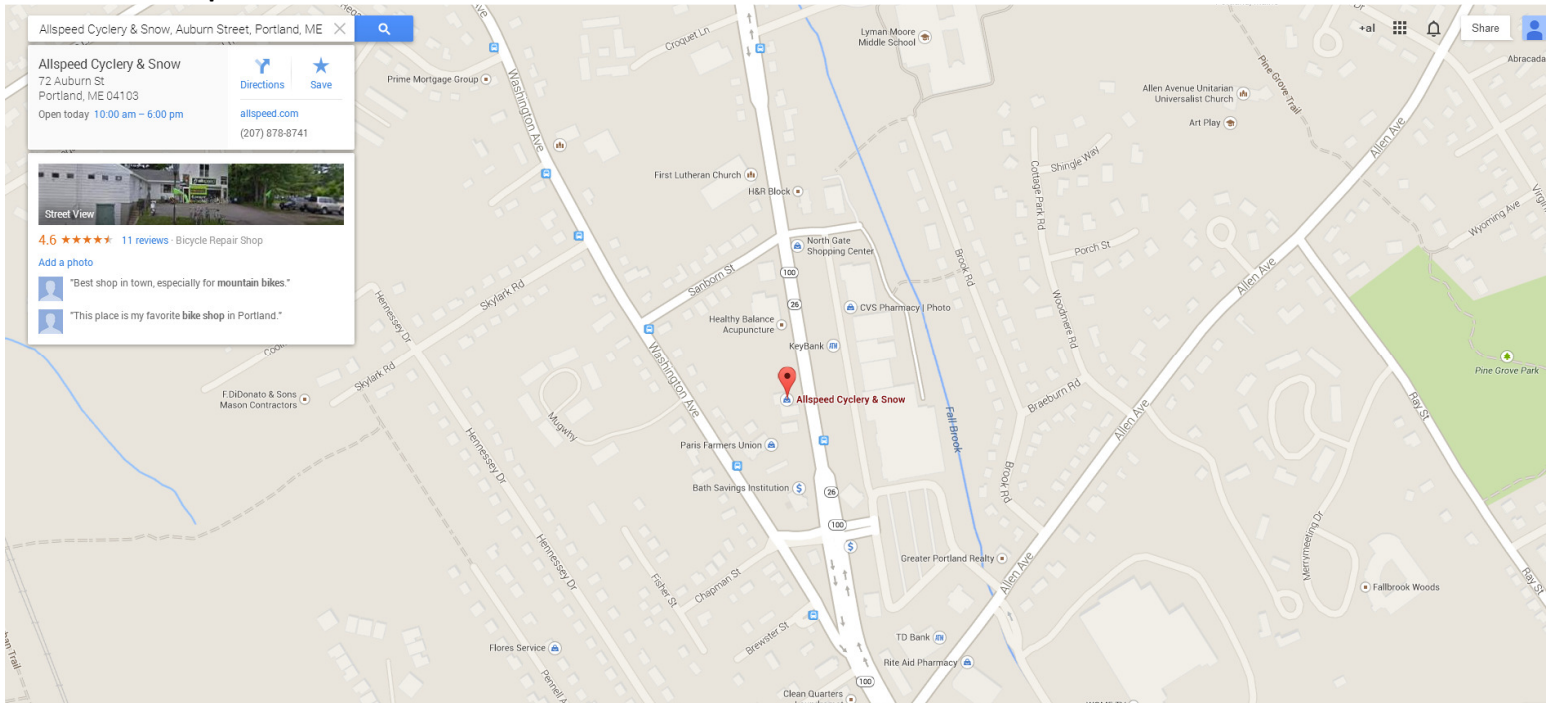 Allspeed Cyclery & Snow, Auburn Street, Portland, ME
Allspeed Cyclery & Snow
72 Auburn St
Portland, ME 04103
Open today 10:00 am – 6:00 pm
Directions
Save
allspeed.com
(207) 878-8741
Street View
4.6
11 reviews · Bicycle Repair Shop
Add a photo
"Best shop in town, especially for mountain bikes."
"This place is my favorite bike shop in Portland."
+al
Share
Croquet Ln
Lyman Moore
Middle School
Prime Mortgage Group
Washington Ave
Allen Avenue Unitarian
Universalist Church
Art Play
Pine Grove Trail
Abracada
Allen Ave
First Lutheran Church
H&R Block
Shingle Way
Cottage Park Rd
Wyoming Ave
Virgin
North Gate
Shopping Center
Porch St
Brook Rd
100
Sanborn St
Skylark Rd
Allen Ave
26
CVS Pharmacy | Photo
Hennessey Dr
Woodmere Rd
Healthy Balance
Acupuncture
KeyBank
Washington Ave
Skylark Rd
Pine Grove Park
F.DiDonato & Sons
Mason Contractors
Allspeed Cyclery & Snow
Braeburn Rd
Ray St
Mugwhy
Fall Brook
Allen Ave
Hennessey Dr
Paris Farmers Union
Bath Savings Institution
26
Brook Rd
100
Hennessey Dr
Greater Portland Realty
Allen Ave
Merrymeeting Dr
Fisher St
Chapman St
Fallbrook Woods
Ray St
Brewster St
TD Bank
Flores Service
Rite Aid Pharmacy
100
Clean Quarters